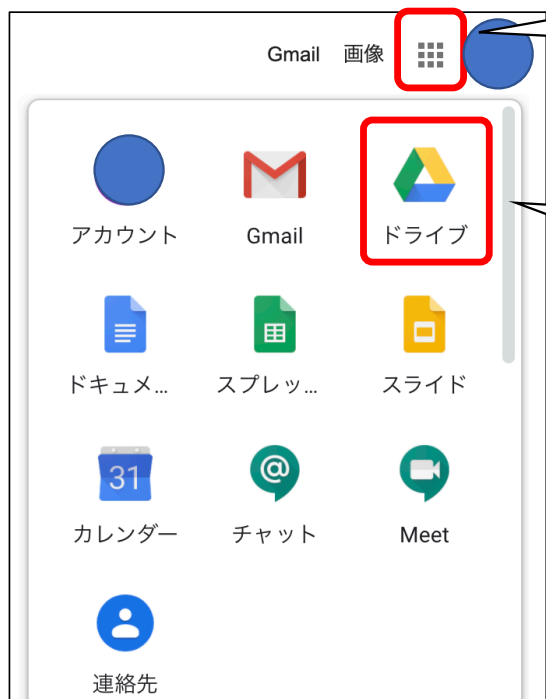 Gmail 画像
アカウント Gmail ドライブ
ドキュメ... スプレッ... スライド
31
カレンダー チャット Meet
連絡先